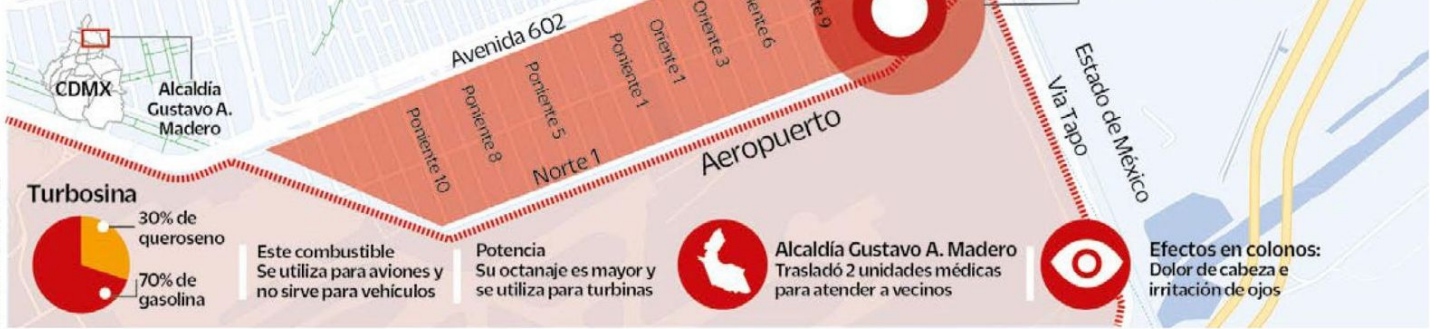 CDMX
Alcaldía
Gustavo A.
Madero
Avenida 602
Poniente 10
Poniente 8
Poniente 5
Poniente 1
Oriente 1
Oriente 3
Norte 1
Aeropuerto
Vía Tapo
Estado de México
Turbosina
30% de
queroseno
70% de
gasolina
Este combustible
Se utiliza para aviones y
no sirve para vehículos
Potencia
Su octanaje es mayor y
se utiliza para turbinas
Alcaldía Gustavo A. Madero
Trasladó 2 unidades médicas
para atender a vecinos
Efectos en colonos:
Dolor de cabeza e
irritación de ojos